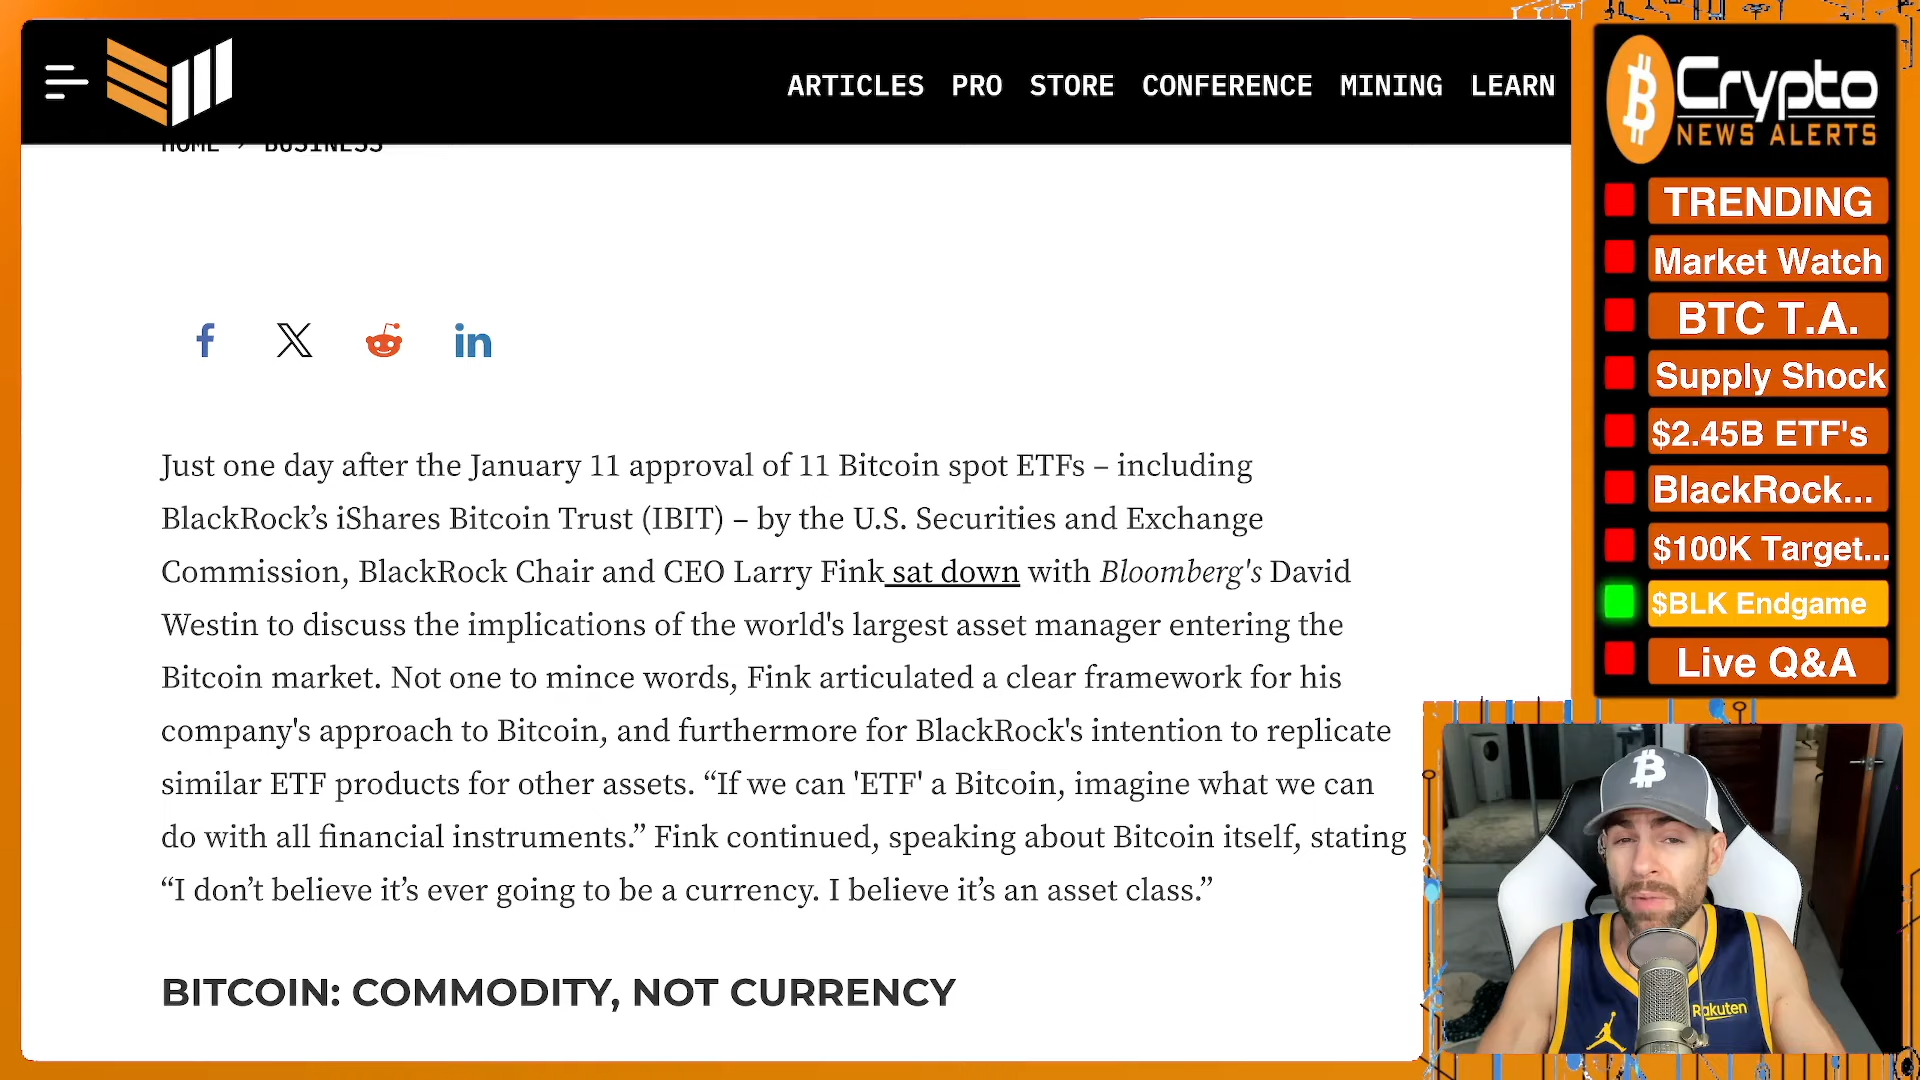 ARTICLES PRO STORE CONFERENCE MINING LEARN
HOME > BUSINESS
Just one day after the January 11 approval of 11 Bitcoin spot ETFs – including
BlackRock’s iShares Bitcoin Trust (IBIT) – by the U.S. Securities and Exchange
Commission, BlackRock Chair and CEO Larry Fink sat down with Bloomberg's David
Westin to discuss the implications of the world's largest asset manager entering the
Bitcoin market. Not one to mince words, Fink articulated a clear framework for his
company's approach to Bitcoin, and furthermore for BlackRock's intention to replicate
similar ETF products for other assets. “If we can 'ETF' a Bitcoin, imagine what we can
do with all financial instruments.” Fink continued, speaking about Bitcoin itself, stating
“I don’t believe it’s ever going to be a currency. I believe it’s an asset class.”
BITCOIN: COMMODITY, NOT CURRENCY
Crypto
NEWS ALERTS
TRENDING
Market Watch
BTC T.A.
Supply Shock
$2.45B ETF's
BlackRock...
$100K Target...
$BLK Endgame
Live Q&A
Rakuten